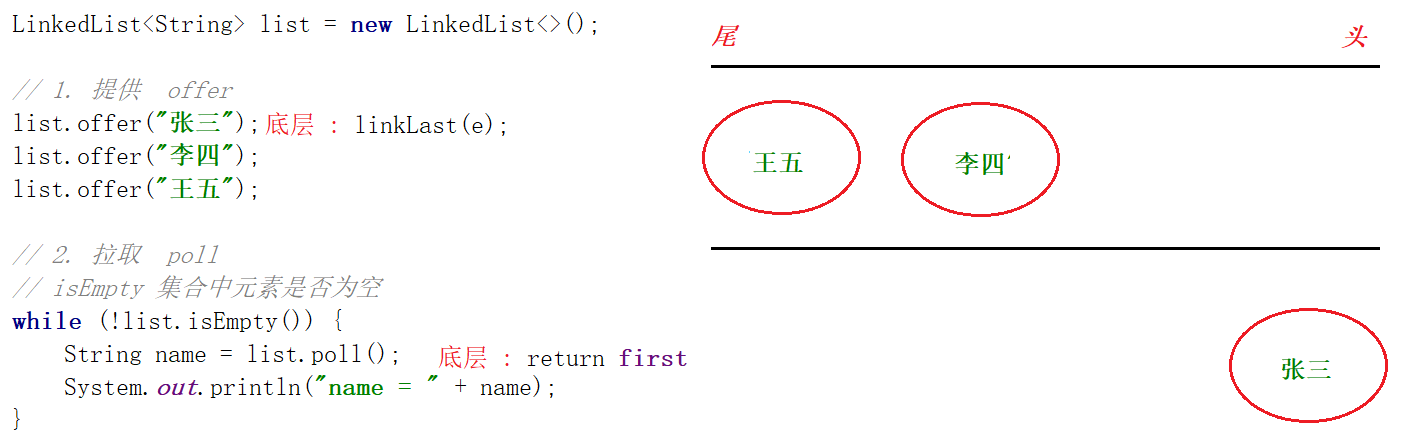 LinkedList<String> list = new LinkedList<>();
// 1. 提供  offer
list.offer("张三"); 底层 : linkLast(e);
list.offer("李四");
list.offer("王五");
// 2. 拉取  poll
// isEmpty 集合中元素是否为空
while (!list.isEmpty()) {
    String name = list.poll();   底层 : return first
    System.out.println("name = " + name);
}
尾 头
王五 李四
张三